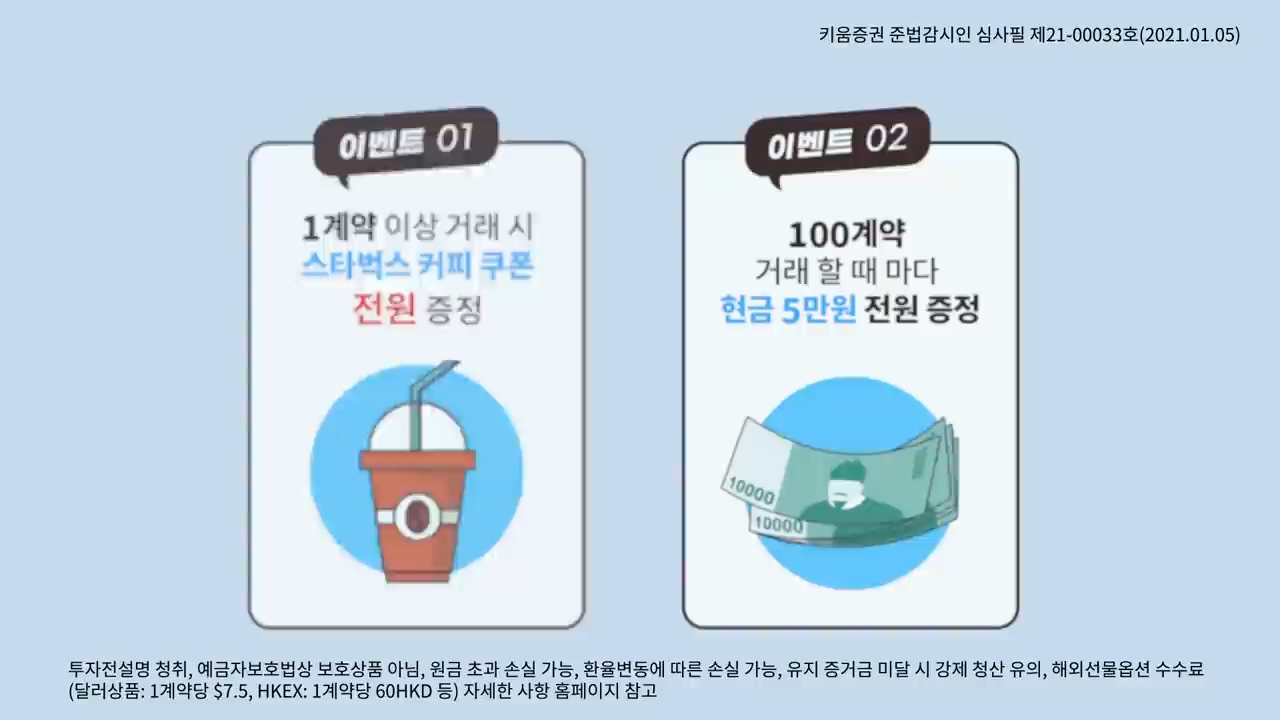 키움증권 준법감시인 심사필 제21-00033호(2021.01.05)
이벤트 01
1계약 이상 거래 시
스타벅스 커피 쿠폰
전원 증정
이벤트 02
100계약
거래 할 때 마다
현금 5만원 전원 증정
10000
10000
투자전설명 청취, 예금자보호법상 보호상품 아님, 원금 초과 손실 가능, 환율변동에 따른 손실 가능, 유지 증거금 미달 시 강제 청산 유의, 해외선물옵션 수수료
(달러상품: 1계약당 $7.5, HKEX: 1계약당 60HKD 등) 자세한 사항 홈페이지 참고